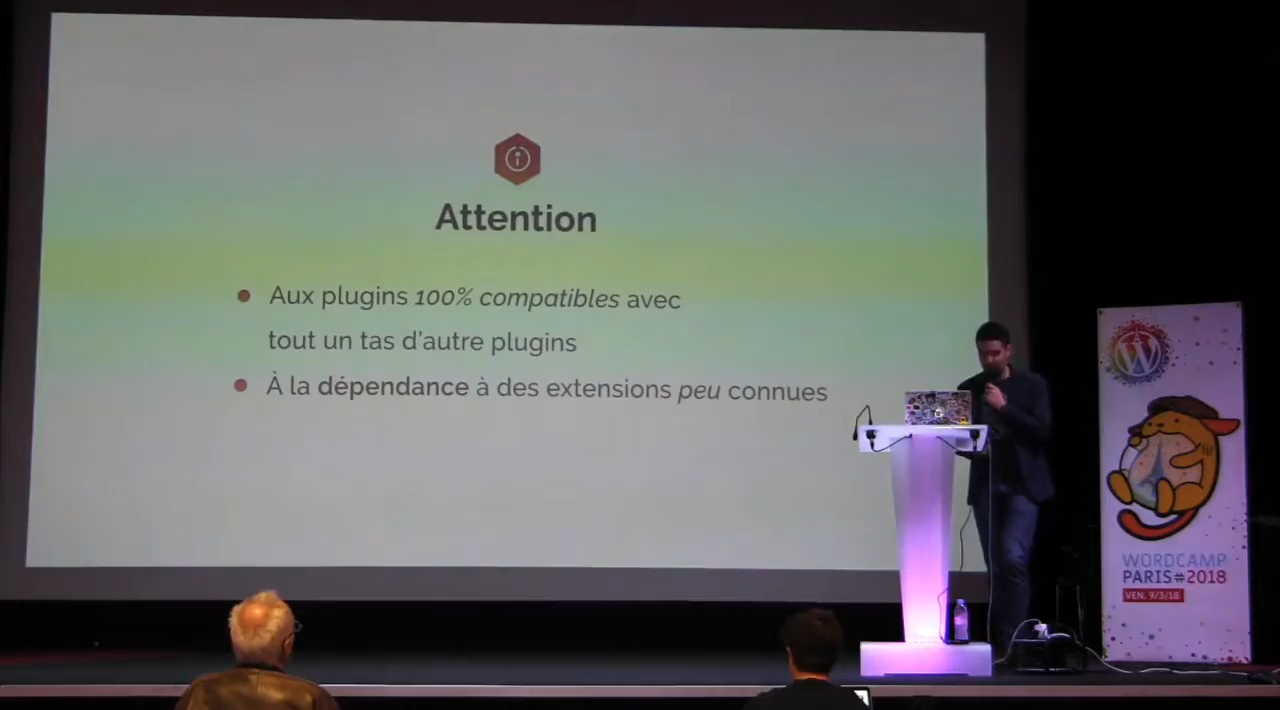 Attention
Aux plugins 100% compatibles avec
tout un tas d'autre plugins
À la dépendance à des extensions peu connues
WORDCAMP
PARIS#2018
VEN. 9/3/18